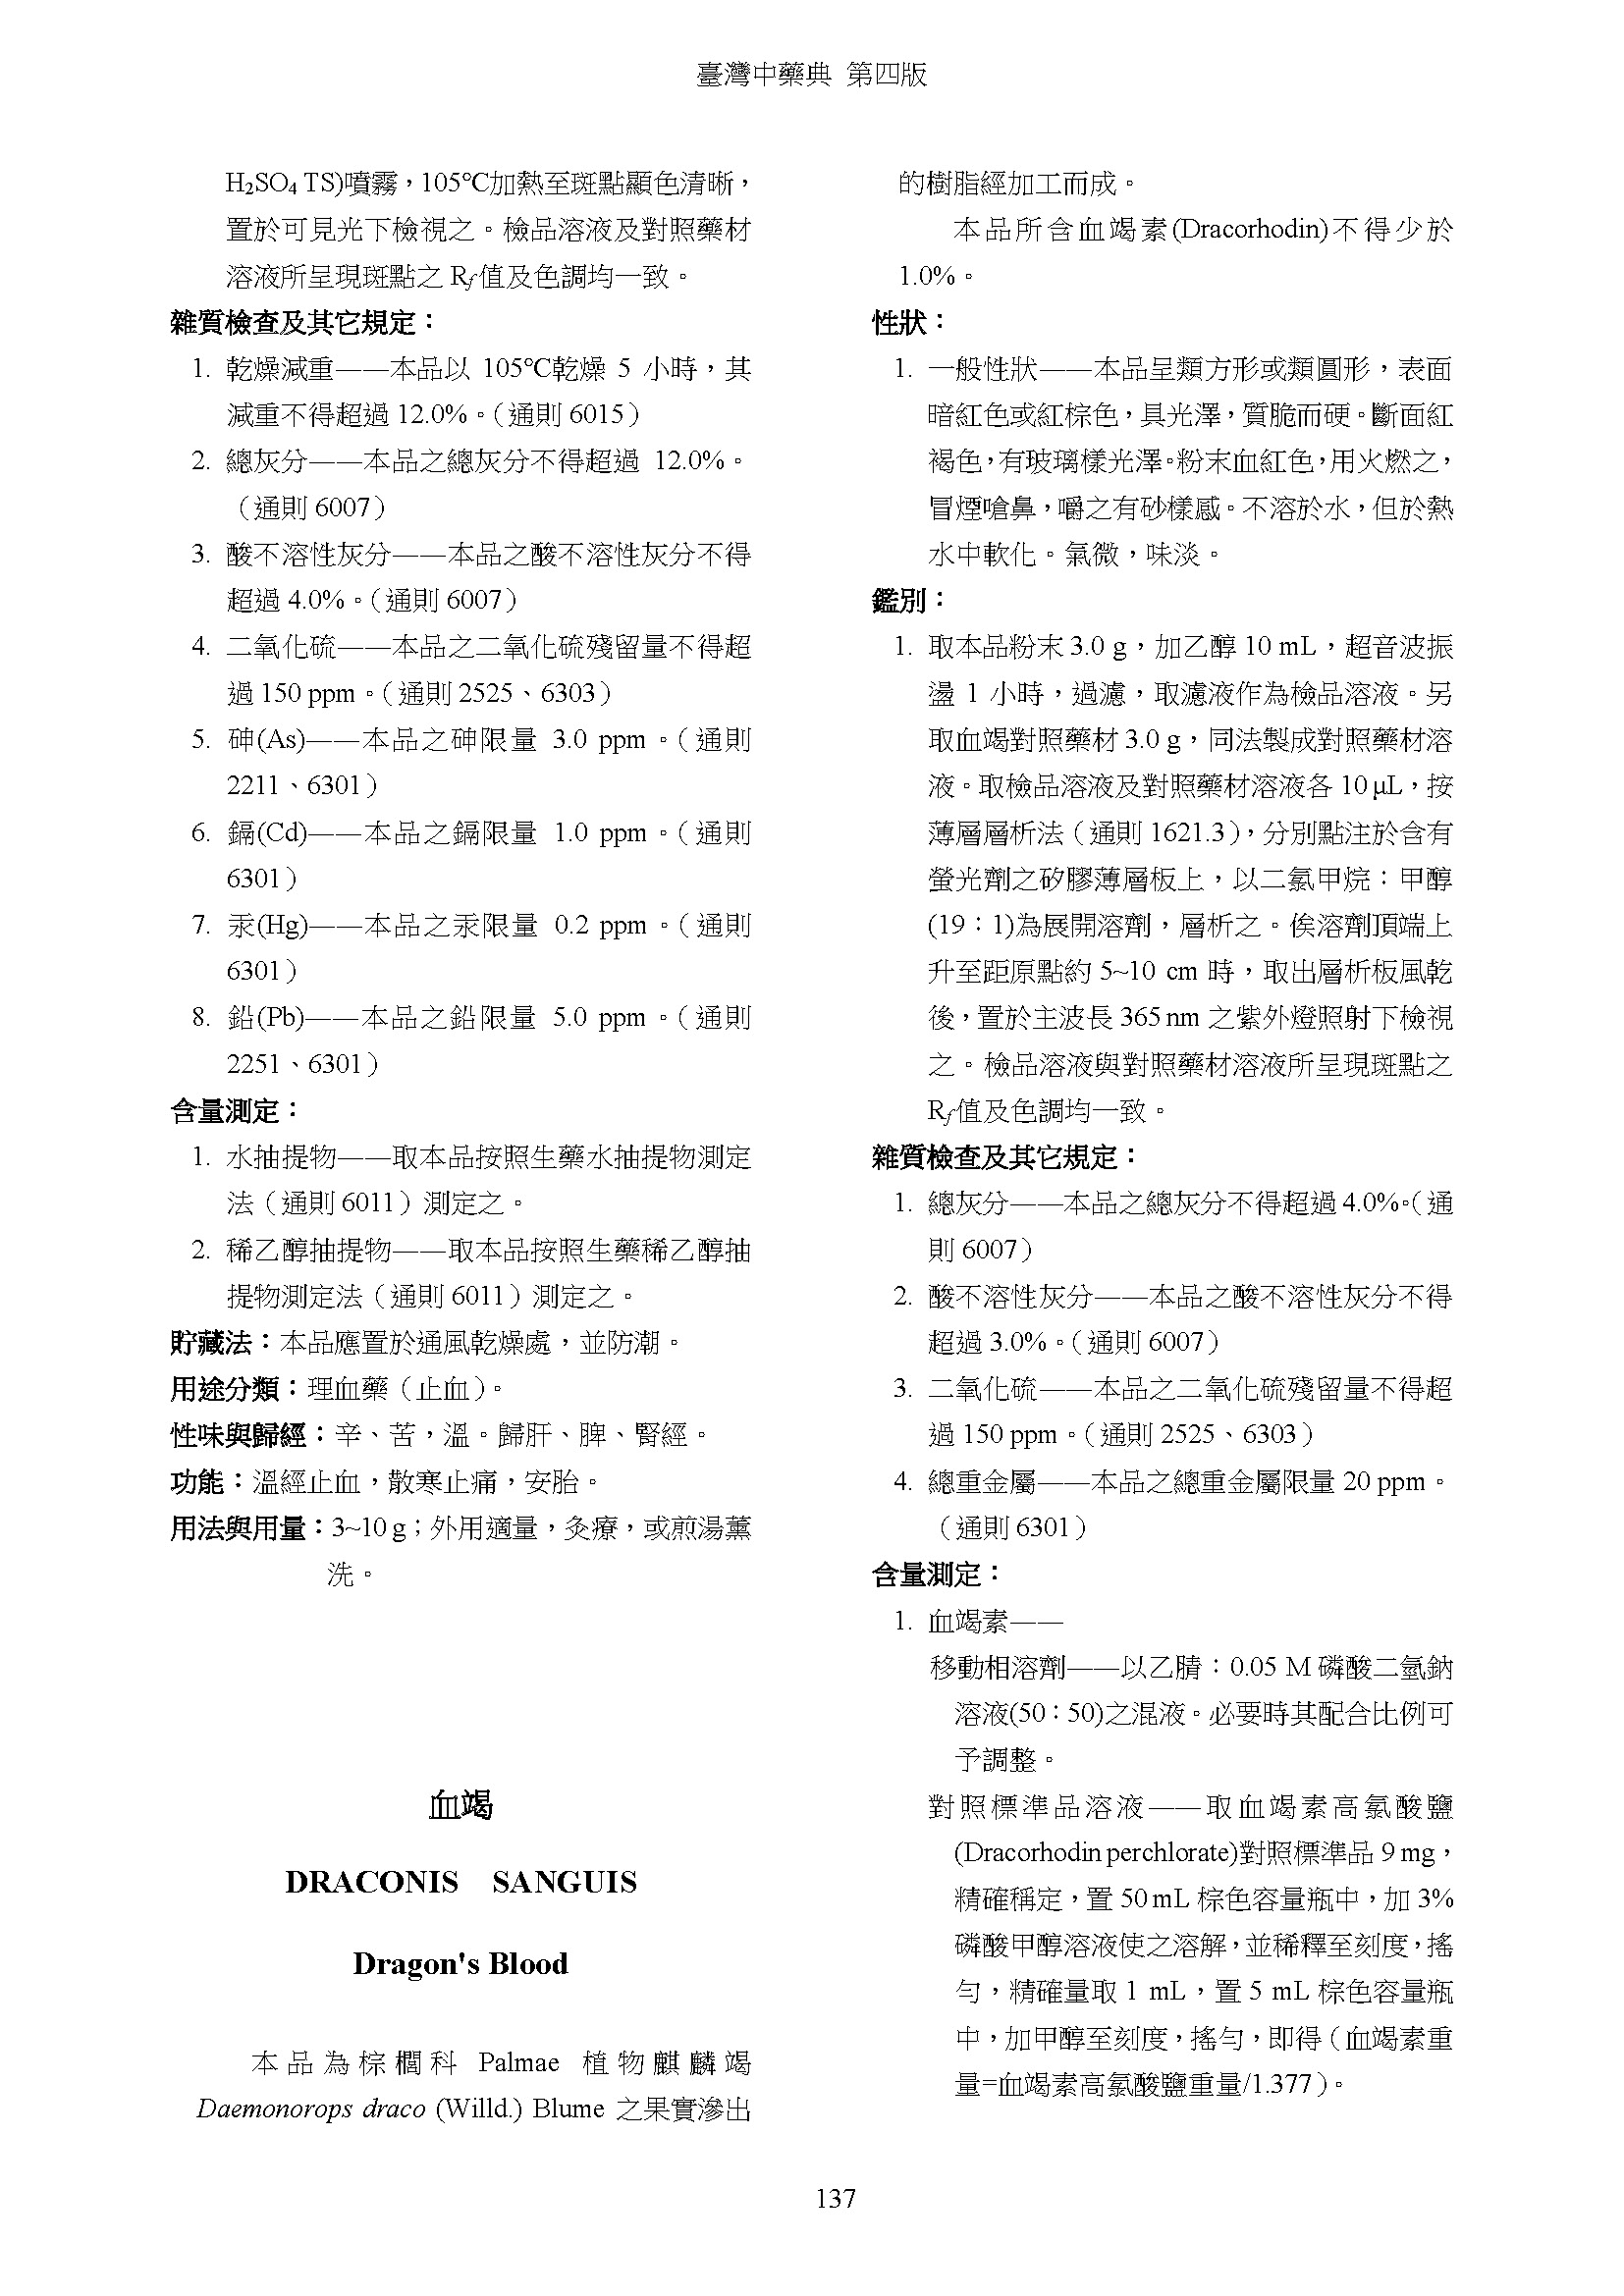 臺灣中藥典 第四版
H₂SO₄ TS)噴霧，105℃加熱至斑點顯色清晰，
置於可見光下檢視之。檢品溶液及對照藥材
溶液所呈現斑點之 Rf 值及色調均一致。
雜質檢查及其它規定：
1. 乾燥減重——本品以 105℃乾燥 5 小時，其
減重不得超過 12.0%。（通則 6015）
2. 總灰分——本品之總灰分不得超過 12.0%。
（通則 6007）
3. 酸不溶性灰分——本品之酸不溶性灰分不得
超過 4.0%。（通則 6007）
4. 二氧化硫——本品之二氧化硫殘留量不得超
過 150 ppm。（通則 2525、6303）
5. 砷(As)——本品之砷限量 3.0 ppm。（通則
2211、6301）
6. 鎘(Cd)——本品之鎘限量 1.0 ppm。（通則
6301）
7. 汞(Hg)——本品之汞限量 0.2 ppm。（通則
6301）
8. 鉛(Pb)——本品之鉛限量 5.0 ppm。（通則
2251、6301）
含量測定：
1. 水抽提物——取本品按照生藥水抽提物測定
法（通則 6011）測定之。
2. 稀乙醇抽提物——取本品按照生藥稀乙醇抽
提物測定法（通則 6011）測定之。
貯藏法：本品應置於通風乾燥處，並防潮。
用途分類：理血藥（止血）。
性味與歸經：辛、苦，溫。歸肝、脾、腎經。
功能：溫經止血，散寒止痛，安胎。
用法與用量：3~10 g；外用適量，灸療，或煎湯薰
洗。
血竭
DRACONIS SANGUIS
Dragon's Blood
本品為棕櫚科 Palmae 植物麒麟竭
Daemonorops draco (Willd.) Blume 之果實滲出
的樹脂經加工而成。
本品所含血竭素(Dracorhodin)不得少於
1.0%。
性狀：
1. 一般性狀——本品呈類方形或類圓形，表面
暗紅色或紅棕色，具光澤，質脆而硬。斷面紅
褐色，有玻璃樣光澤。粉末血紅色，用火燃之，
冒煙嗆鼻，嚼之有砂樣感。不溶於水，但於熱
水中軟化。氣微，味淡。
鑑別：
1. 取本品粉末 3.0 g，加乙醇 10 mL，超音波振
盪 1 小時，過濾，取濾液作為檢品溶液。另
取血竭對照藥材 3.0 g，同法製成對照藥材溶
液。取檢品溶液及對照藥材溶液各 10 μL，按
薄層層析法（通則 1621.3），分別點注於含有
螢光劑之矽膠薄層板上，以二氯甲烷：甲醇
(19：1)為展開溶劑，層析之。俟溶劑頂端上
升至距原點約 5~10 cm 時，取出層析板風乾
後，置於主波長 365 nm 之紫外燈照射下檢視
之。檢品溶液與對照藥材溶液所呈現斑點之
Rf值及色調均一致。
雜質檢查及其它規定：
1. 總灰分——本品之總灰分不得超過 4.0%。（通
則 6007）
2. 酸不溶性灰分——本品之酸不溶性灰分不得
超過 3.0%。（通則 6007）
3. 二氧化硫——本品之二氧化硫殘留量不得超
過 150 ppm。（通則 2525、6303）
4. 總重金屬——本品之總重金屬限量 20 ppm。
（通則 6301）
含量測定：
1. 血竭素——
移動相溶劑——以乙腈：0.05 M 磷酸二氫鈉
溶液(50：50)之混液。必要時其配合比例可
予調整。
對照標準品溶液——取血竭素高氯酸鹽
(Dracorhodin perchlorate)對照標準品 9 mg，
精確稱定，置 50 mL 棕色容量瓶中，加 3%
磷酸甲醇溶液使之溶解，並稀釋至刻度，搖
勻，精確量取 1 mL，置 5 mL 棕色容量瓶
中，加甲醇至刻度，搖勻，即得（血竭素重
量=血竭素高氯酸鹽重量/1.377）。
137